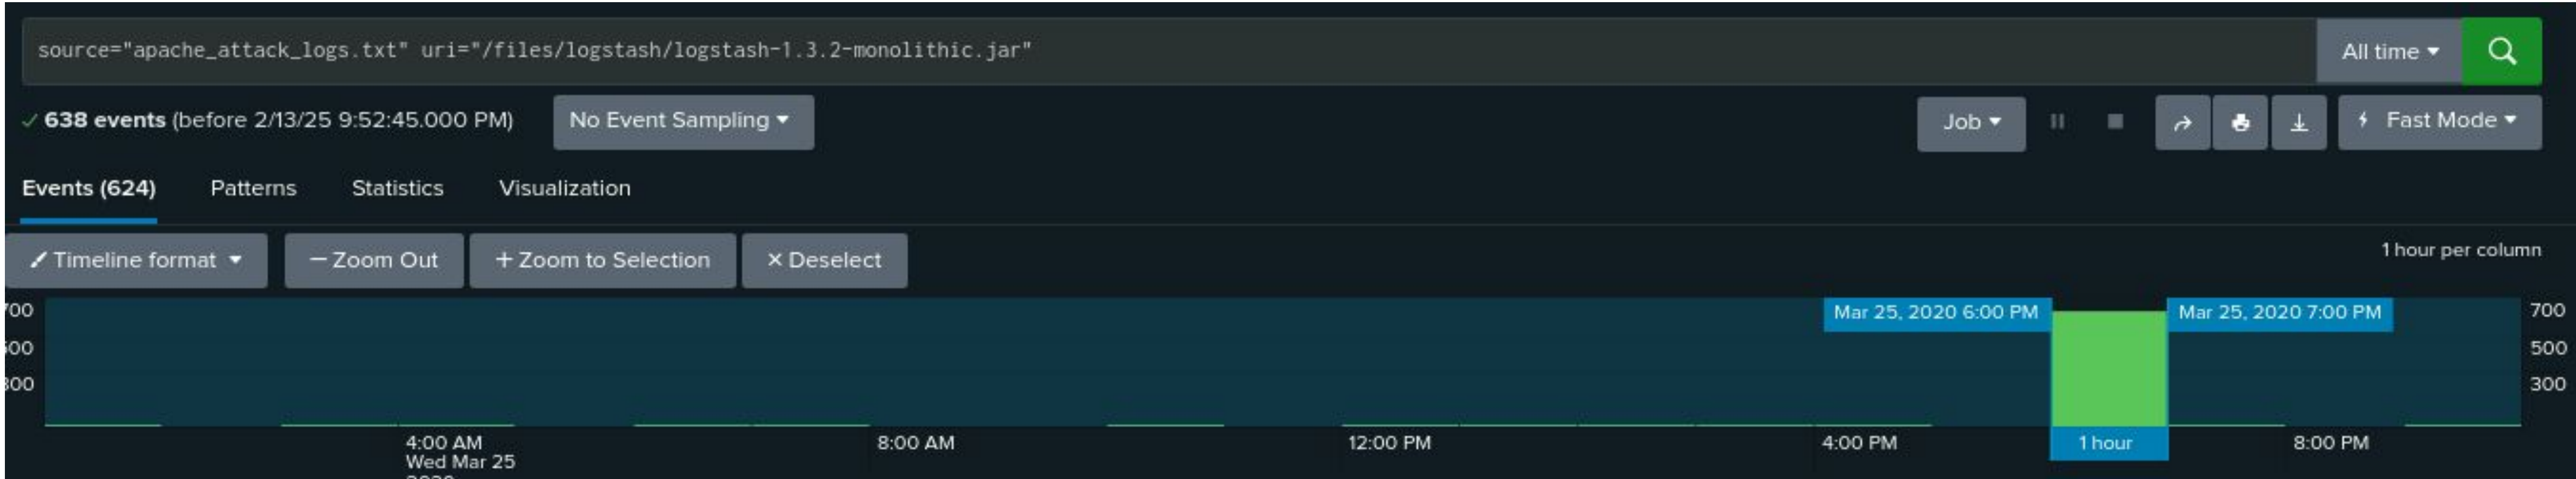 source="apache_attack_logs.txt" uri="/files/logstash/logstash-1.3.2-monolithic.jar"
All time
638 events (before 2/13/25 9:52:45.000 PM)
No Event Sampling
Job
Fast Mode
Events (624)
Patterns
Statistics
Visualization
Timeline format
— Zoom Out
+ Zoom to Selection
× Deselect
1 hour per column
Mar 25, 2020 6:00 PM
Mar 25, 2020 7:00 PM
700
500
300
4:00 AM
Wed Mar 25
8:00 AM
12:00 PM
4:00 PM
1 hour
8:00 PM